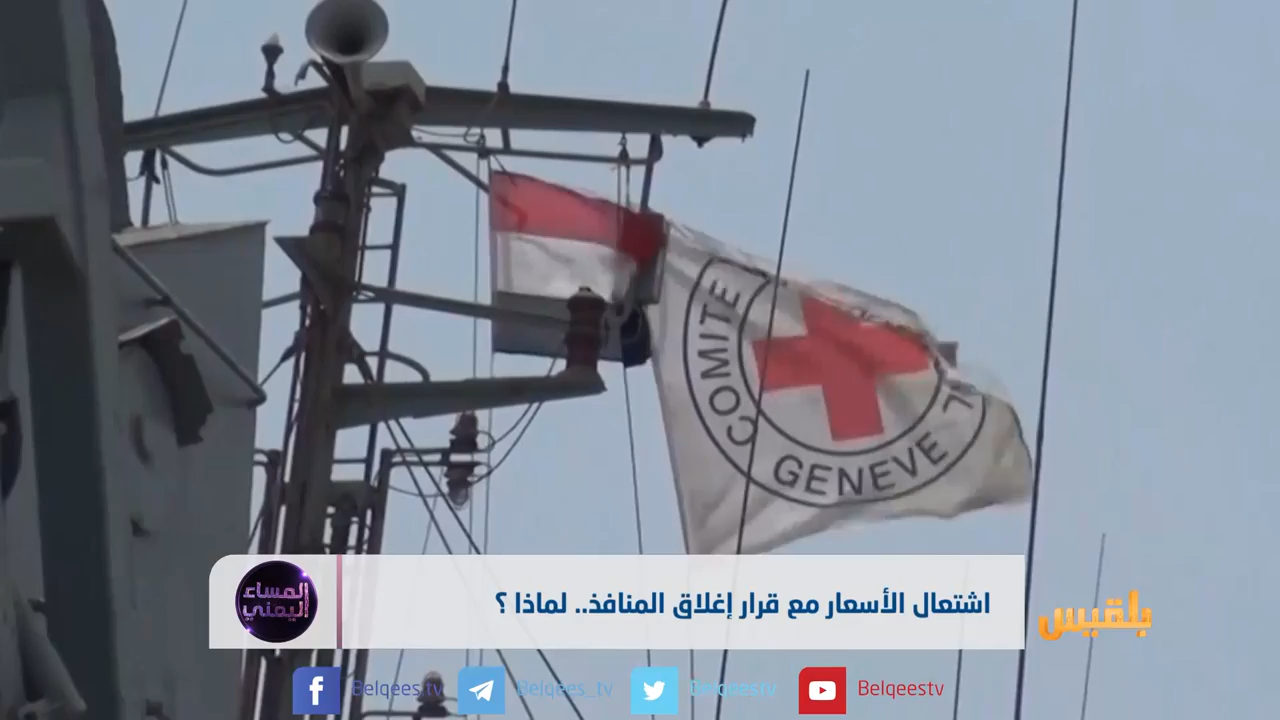 COMITE
GENEVE
اشتعال الأسعار مع قرار إغلاق المنافذ.. لماذا ؟
المساء
اليمني
بلقيس
Belqees.tv
Belqees_tv
Belqeestv
Belqeestv